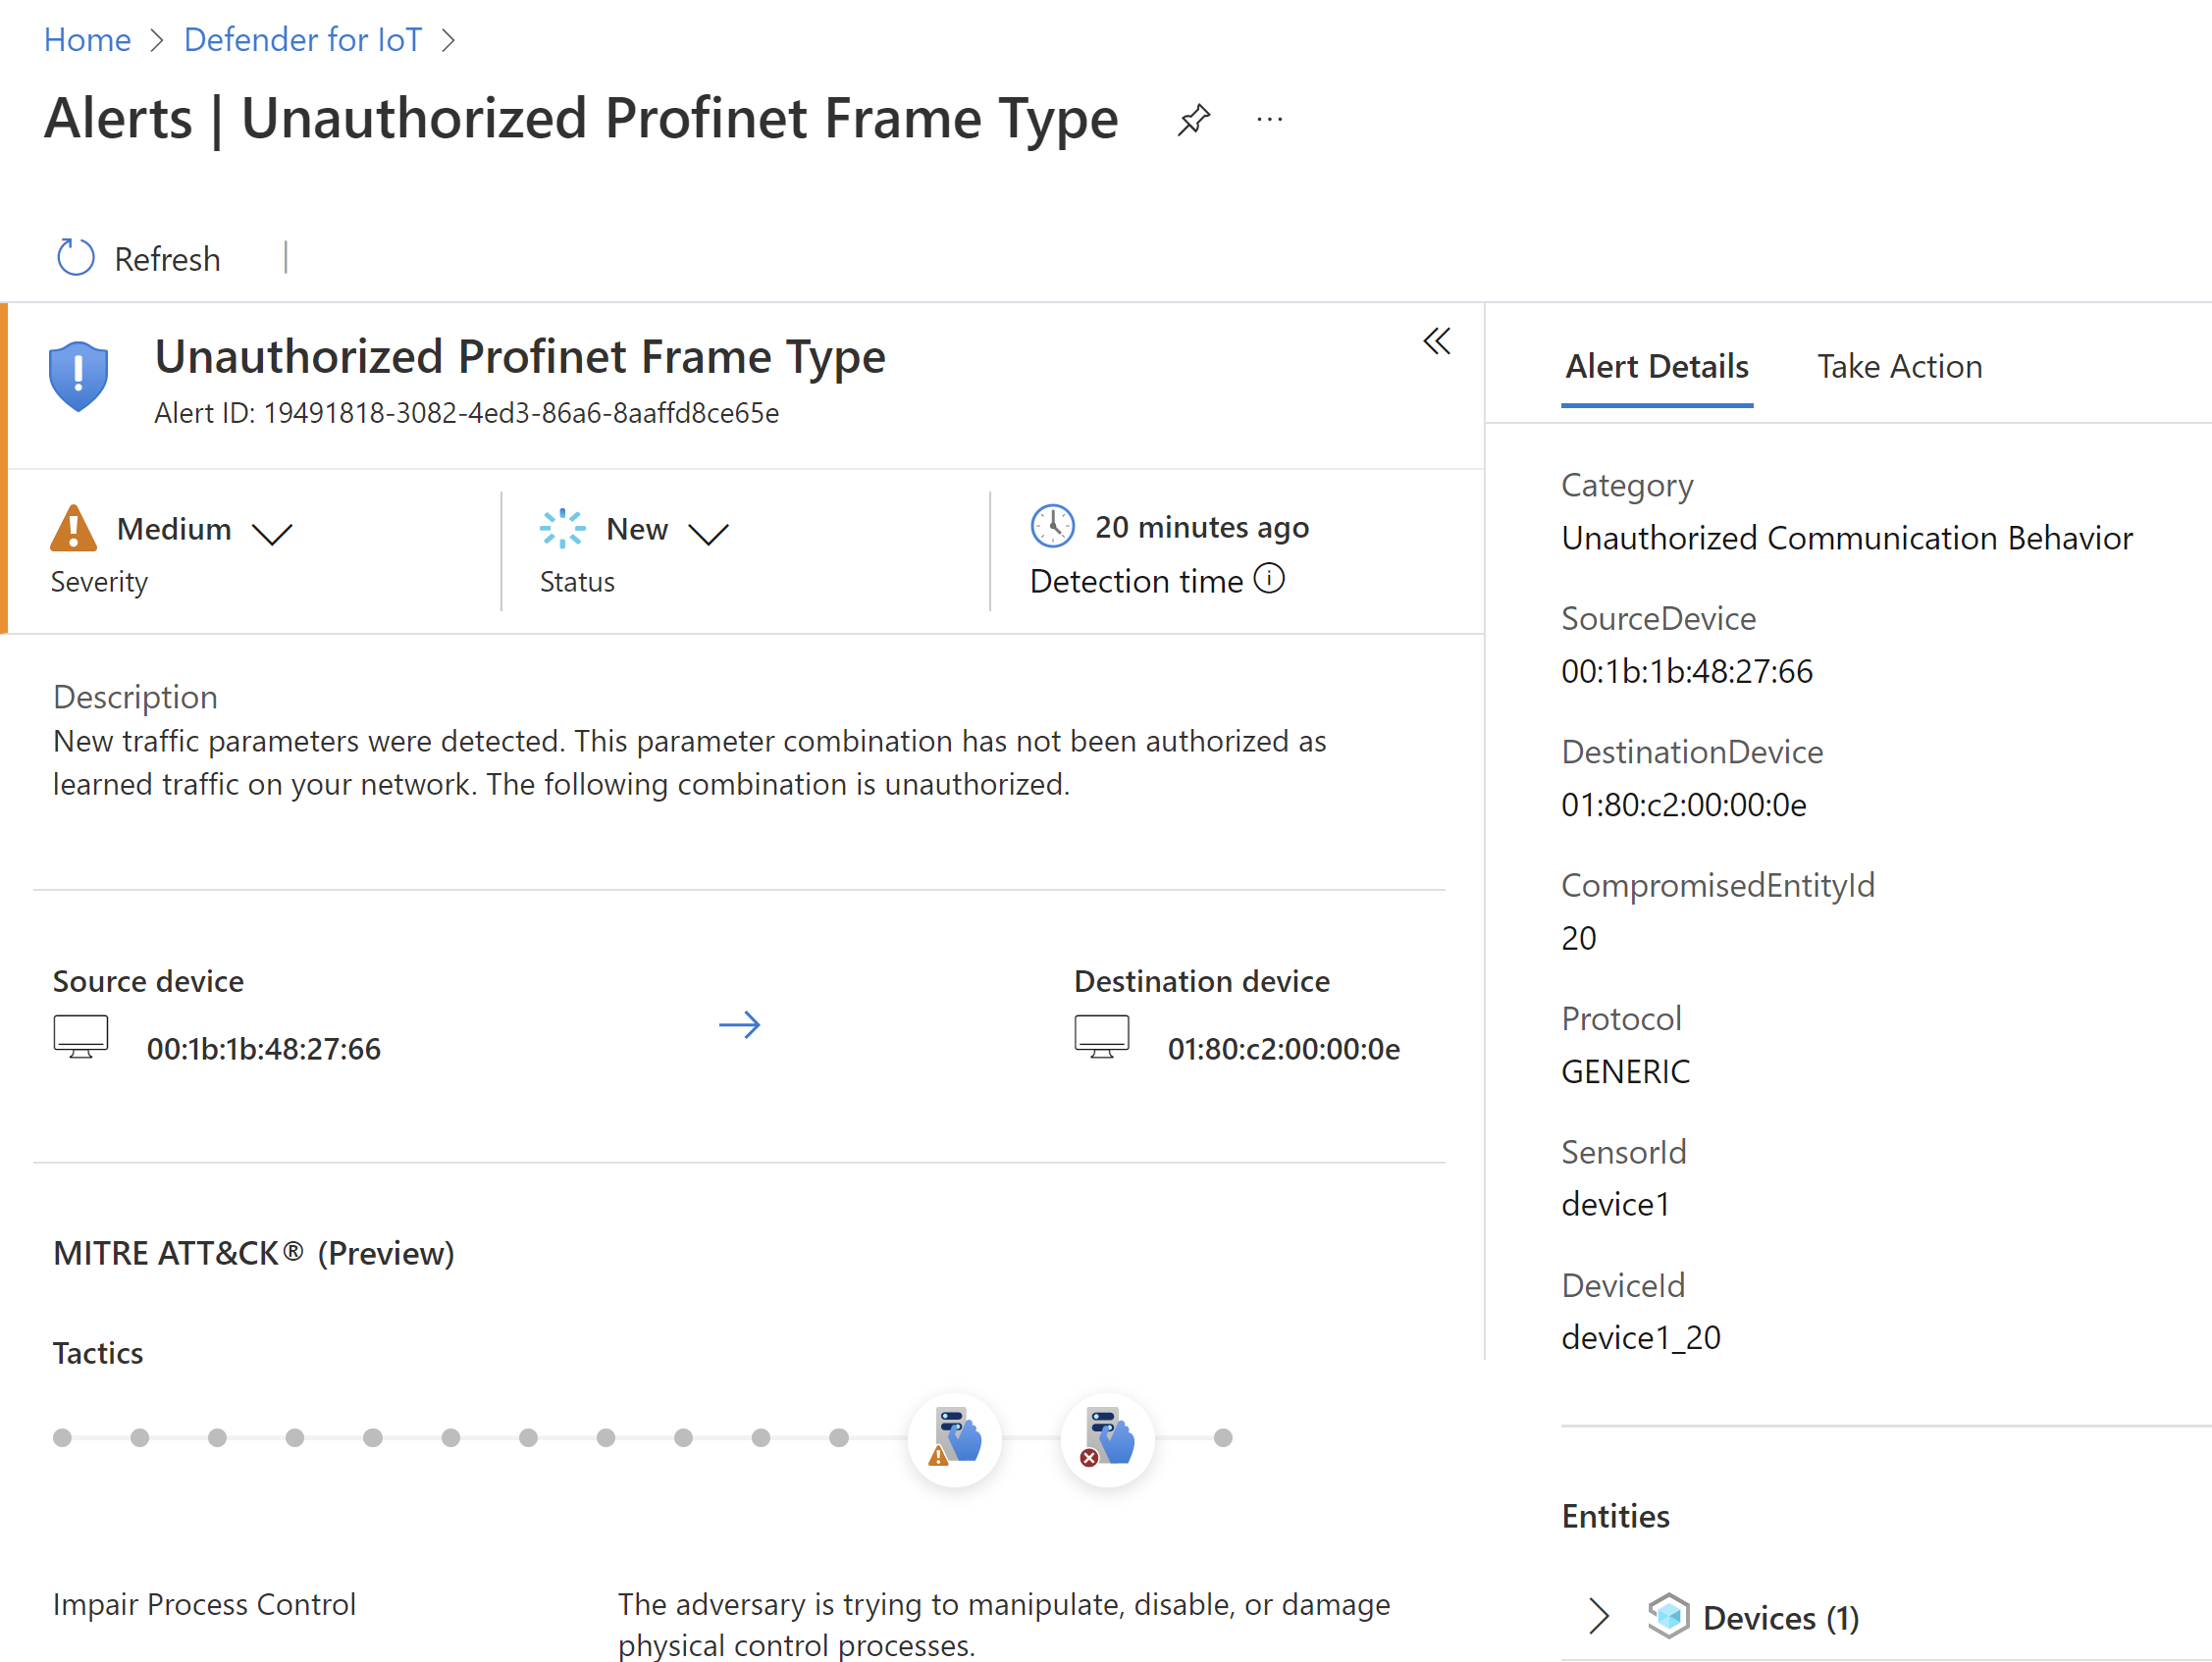 Home > Defender for IoT >
Alerts | Unauthorized Profinet Frame Type ...
Refresh |
Unauthorized Profinet Frame Type
Alert ID: 19491818-3082-4ed3-86a6-8aaffd8ce65e
Medium
Severity
New
Status
20 minutes ago
Detection time
Description
New traffic parameters were detected. This parameter combination has not been authorized as
learned traffic on your network. The following combination is unauthorized.
Source device
00:1b:1b:48:27:66
Destination device
01:80:c2:00:00:0e
MITRE ATT&CK® (Preview)
Tactics
Impair Process Control
The adversary is trying to manipulate, disable, or damage
physical control processes.
Alert Details Take Action
Category
Unauthorized Communication Behavior
SourceDevice
00:1b:1b:48:27:66
DestinationDevice
01:80:c2:00:00:0e
CompromisedEntityId
20
Protocol
GENERIC
SensorId
device1
DeviceId
device1_20
Entities
Devices (1)